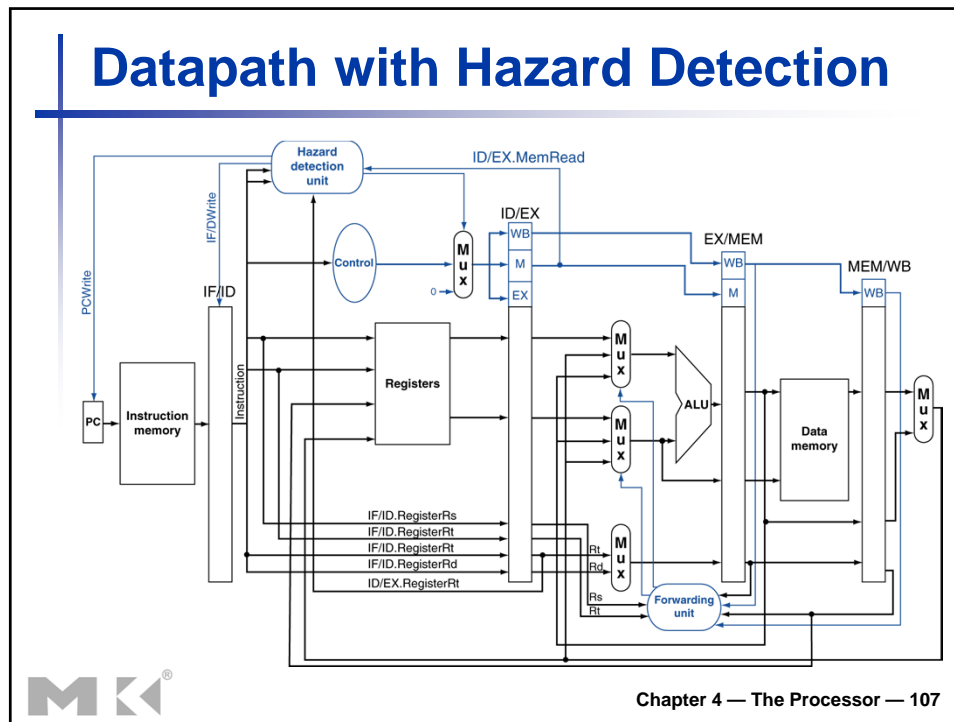 Datapath with Hazard Detection
Hazard
detection
unit
ID/EX.MemRead
PCWrite
IF/DWrite
IF/ID
Control
0
M
u
x
ID/EX
WB
M
EX
EX/MEM
WB
M
MEM/WB
WB
PC
Instruction
memory
Instruction
Registers
M
u
x
M
u
x
ALU
Data
memory
M
u
x
IF/ID.RegisterRs
IF/ID.RegisterRt
IF/ID.RegisterRt
IF/ID.RegisterRd
ID/EX.RegisterRt
Rt
Rd
M
u
x
Rs
Rt
Forwarding
unit
MK®
Chapter 4 — The Processor — 107